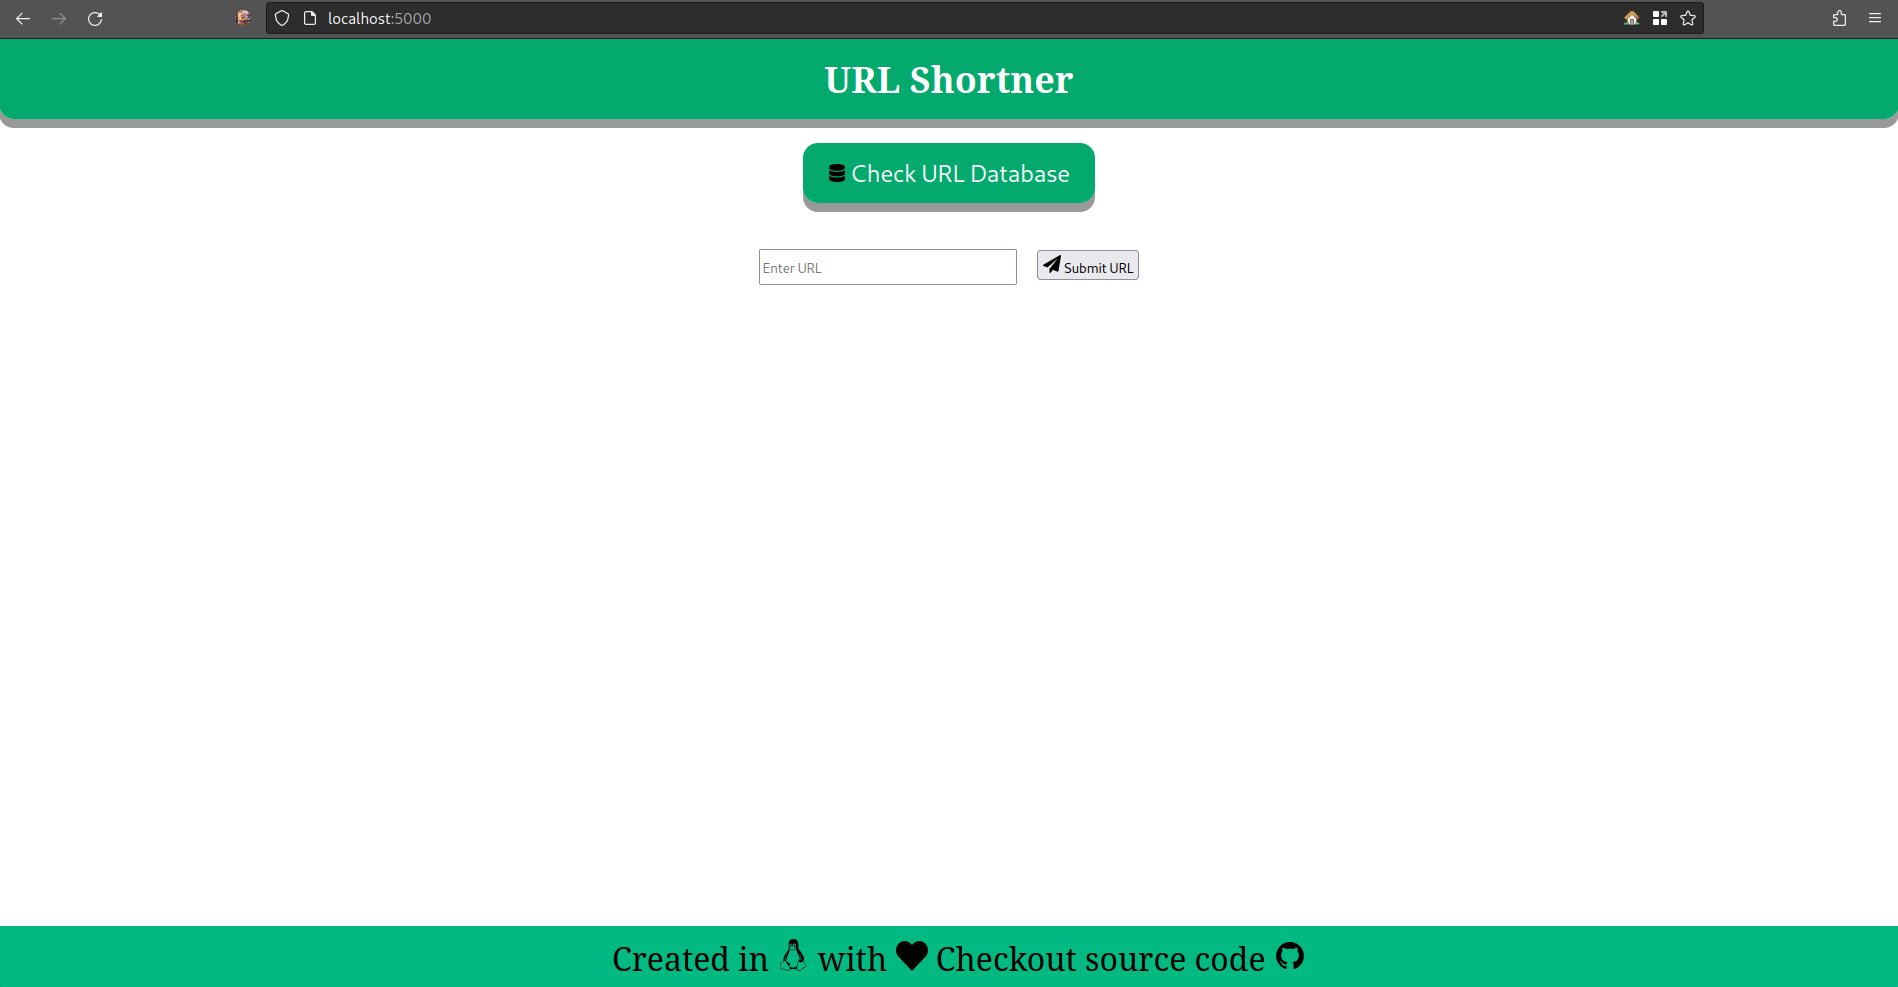 localhost:5000
URL Shortner
Check URL Database
Enter URL
Submit URL
Created in with Checkout source code